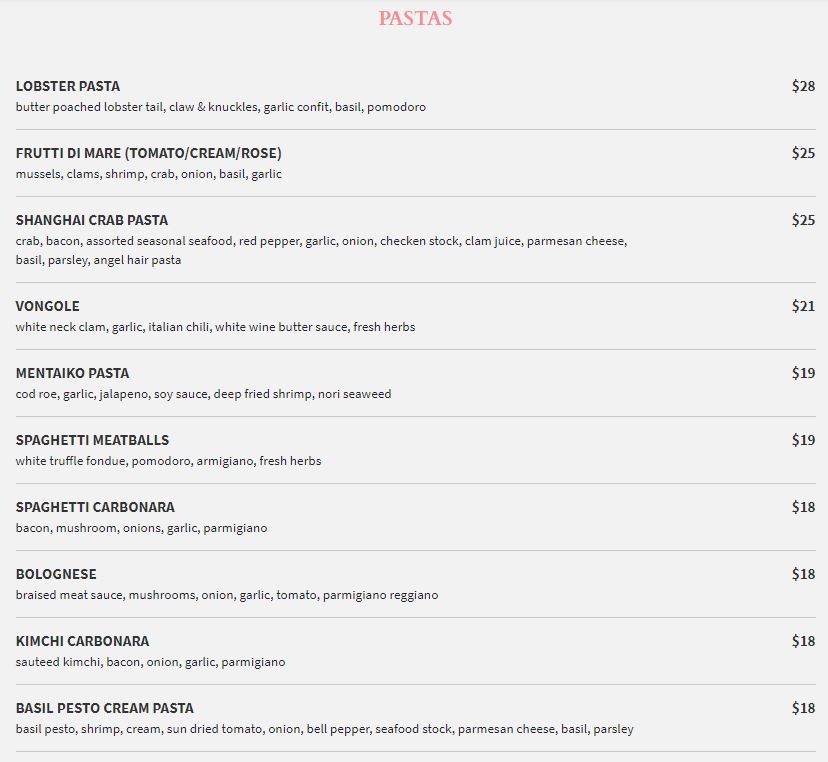 PASTAS
LOBSTER PASTA $28
butter poached lobster tail, claw & knuckles, garlic confit, basil, pomodoro
FRUTTI DI MARE (TOMATO/CREAM/ROSE) $25
mussels, clams, shrimp, crab, onion, basil, garlic
SHANGHAI CRAB PASTA $25
crab, bacon, assorted seasonal seafood, red pepper, garlic, onion, checken stock, clam juice, parmesan cheese,
basil, parsley, angel hair pasta
VONGOLE $21
white neck clam, garlic, italian chili, white wine butter sauce, fresh herbs
MENTAIKO PASTA $19
cod roe, garlic, jalapeno, soy sauce, deep fried shrimp, nori seaweed
SPAGHETTI MEATBALLS $19
white truffle fondue, pomodoro, armigiano, fresh herbs
SPAGHETTI CARBONARA $18
bacon, mushroom, onions, garlic, parmigiano
BOLOGNESE $18
braised meat sauce, mushrooms, onion, garlic, tomato, parmigiano reggiano
KIMCHI CARBONARA $18
sauteed kimchi, bacon, onion, garlic, parmigiano
BASIL PESTO CREAM PASTA $18
basil pesto, shrimp, cream, sun dried tomato, onion, bell pepper, seafood stock, parmesan cheese, basil, parsley